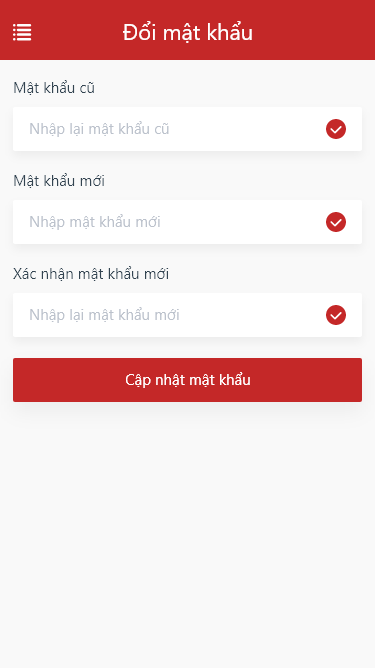 Đổi mật khẩu
Mật khẩu cũ
Nhập lại mật khẩu cũ
Mật khẩu mới
Nhập mật khẩu mới
Xác nhận mật khẩu mới
Nhập lại mật khẩu mới
Cập nhật mật khẩu